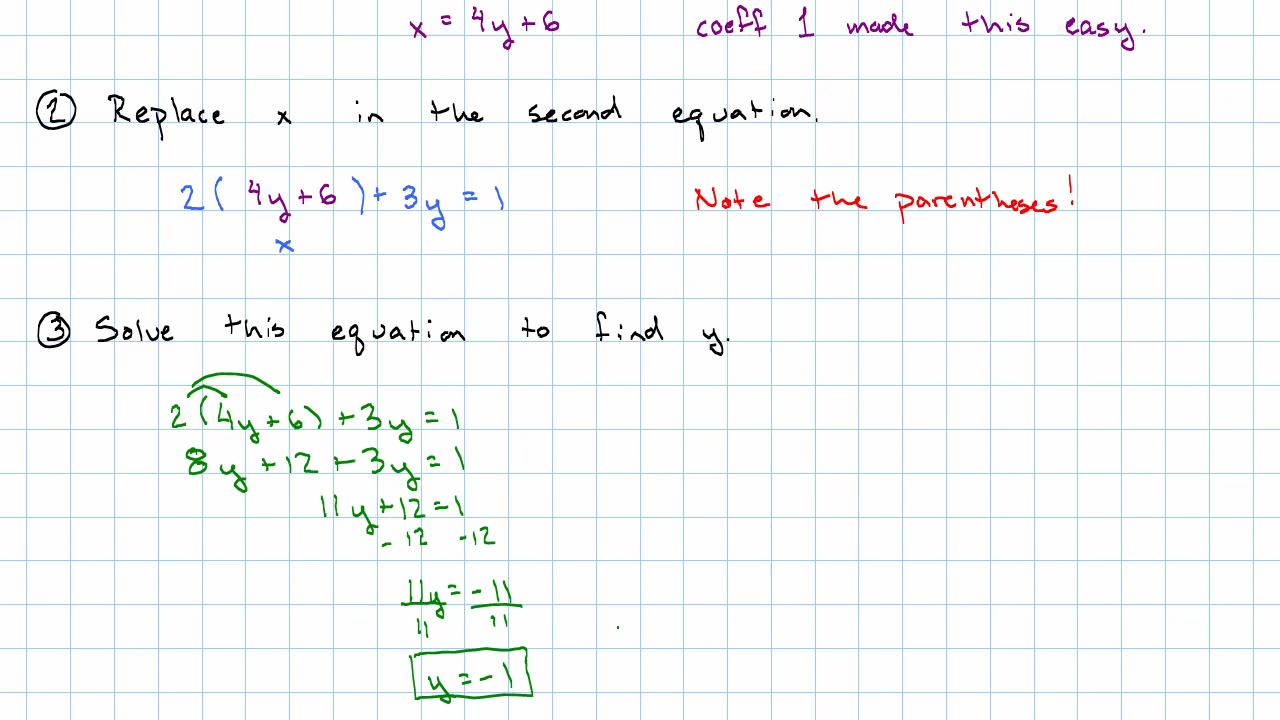 x = 4y+6 coeff 1 made this easy.
② Replace x in the second equation.
2( 4y+6 ) + 3y = 1 Note the parentheses!
x
③ Solve this equation to find y.
2(4y+6) + 3y = 1
8y +12 + 3y = 1
11y +12 = 1
- 12 -12
11y = -11
11 11
y = -1